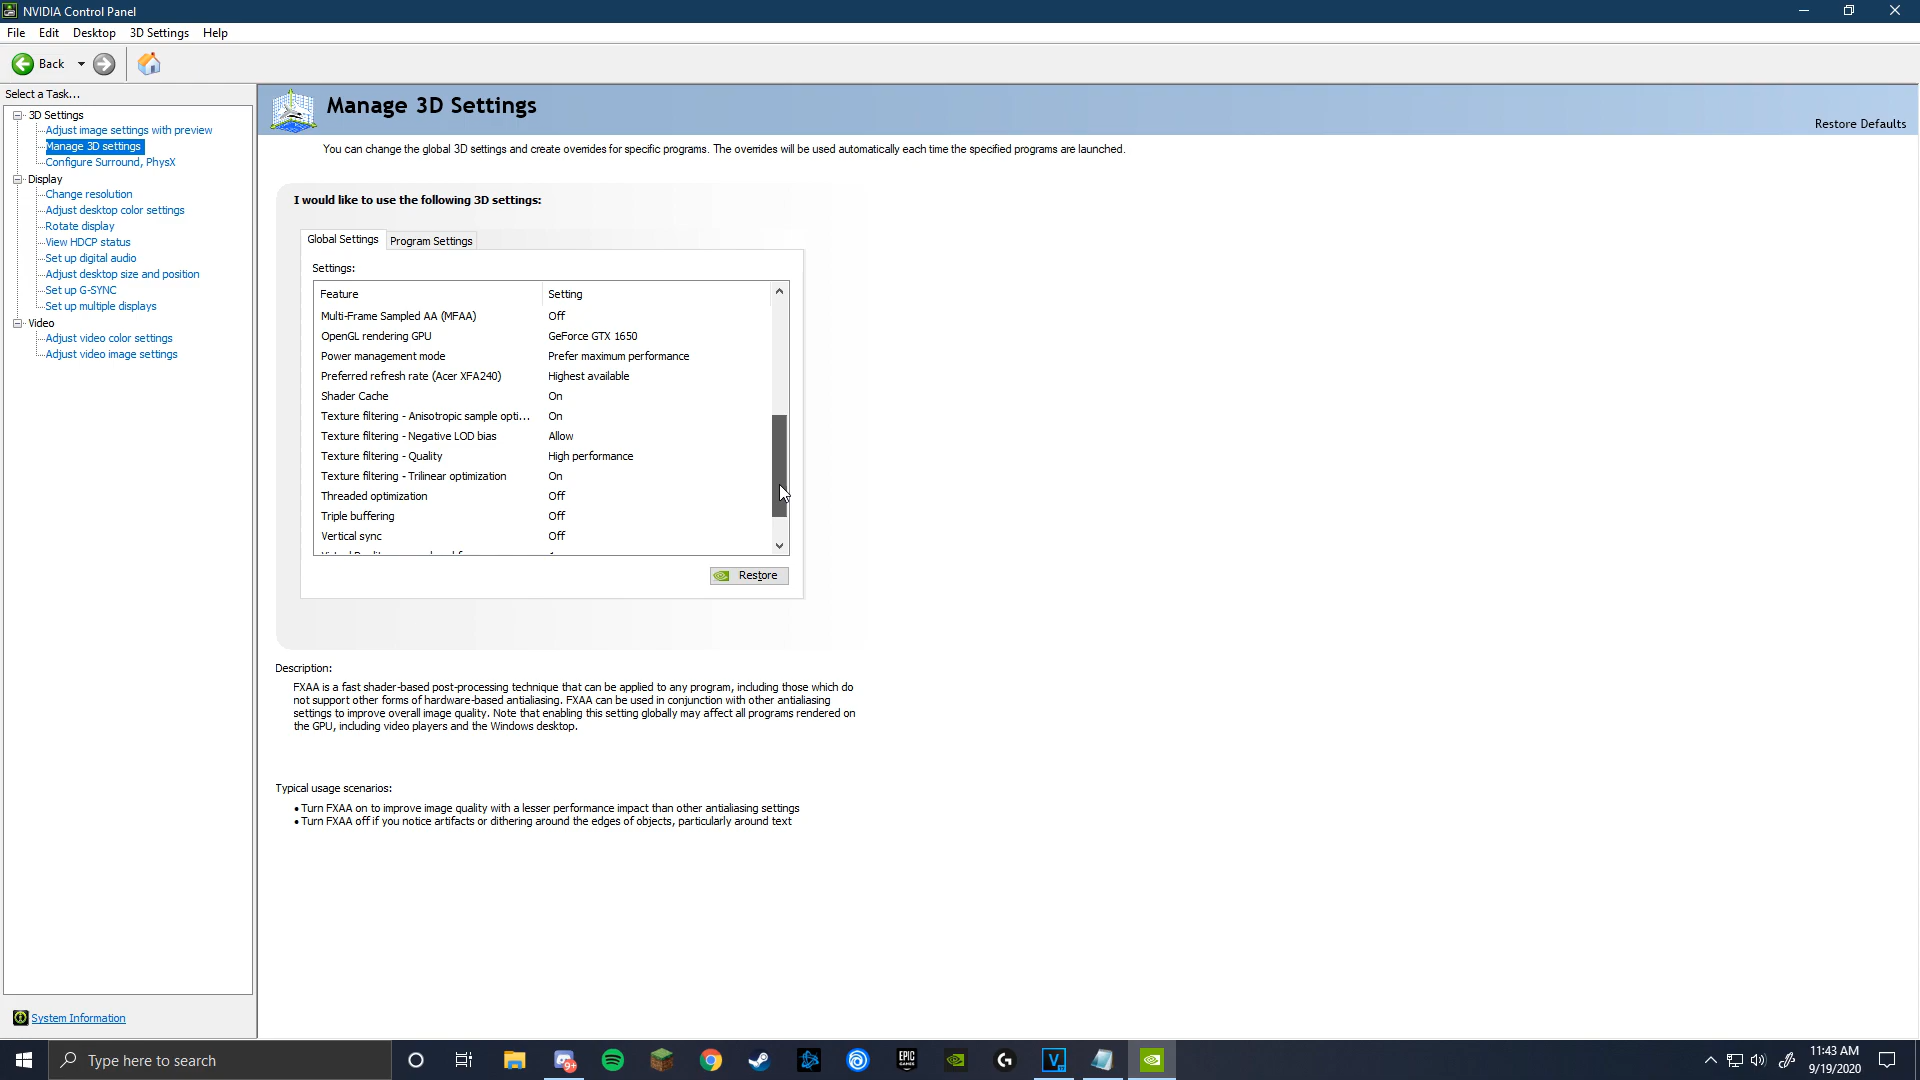 NVIDIA Control Panel
File Edit Desktop 3D Settings Help
Back
Select a Task...
3D Settings
Adjust image settings with preview
Manage 3D settings
Configure Surround, PhysX
Display
Change resolution
Adjust desktop color settings
Rotate display
View HDCP status
Set up digital audio
Adjust desktop size and position
Set up G-SYNC
Set up multiple displays
Video
Adjust video color settings
Adjust video image settings
System Information
Manage 3D Settings
Restore Defaults
You can change the global 3D settings and create overrides for specific programs. The overrides will be used automatically each time the specified programs are launched.
I would like to use the following 3D settings:
Global Settings Program Settings
Settings:
Feature Setting
Multi-Frame Sampled AA (MFAA) Off
OpenGL rendering GPU GeForce GTX 1650
Power management mode Prefer maximum performance
Preferred refresh rate (Acer XFA240) Highest available
Shader Cache On
Texture filtering - Anisotropic sample opti... On
Texture filtering - Negative LOD bias Allow
Texture filtering - Quality High performance
Texture filtering - Trilinear optimization On
Threaded optimization Off
Triple buffering Off
Vertical sync Off
Restore
Description:
FXAA is a fast shader-based post-processing technique that can be applied to any program, including those which do
not support other forms of hardware-based antialiasing. FXAA can be used in conjunction with other antialiasing
settings to improve overall image quality. Note that enabling this setting globally may affect all programs rendered on
the GPU, including video players and the Windows desktop.
Typical usage scenarios:
• Turn FXAA on to improve image quality with a lesser performance impact than other antialiasing settings
• Turn FXAA off if you notice artifacts or dithering around the edges of objects, particularly around text
Type here to search
EPIC
GAMES
11:43 AM
9/19/2020